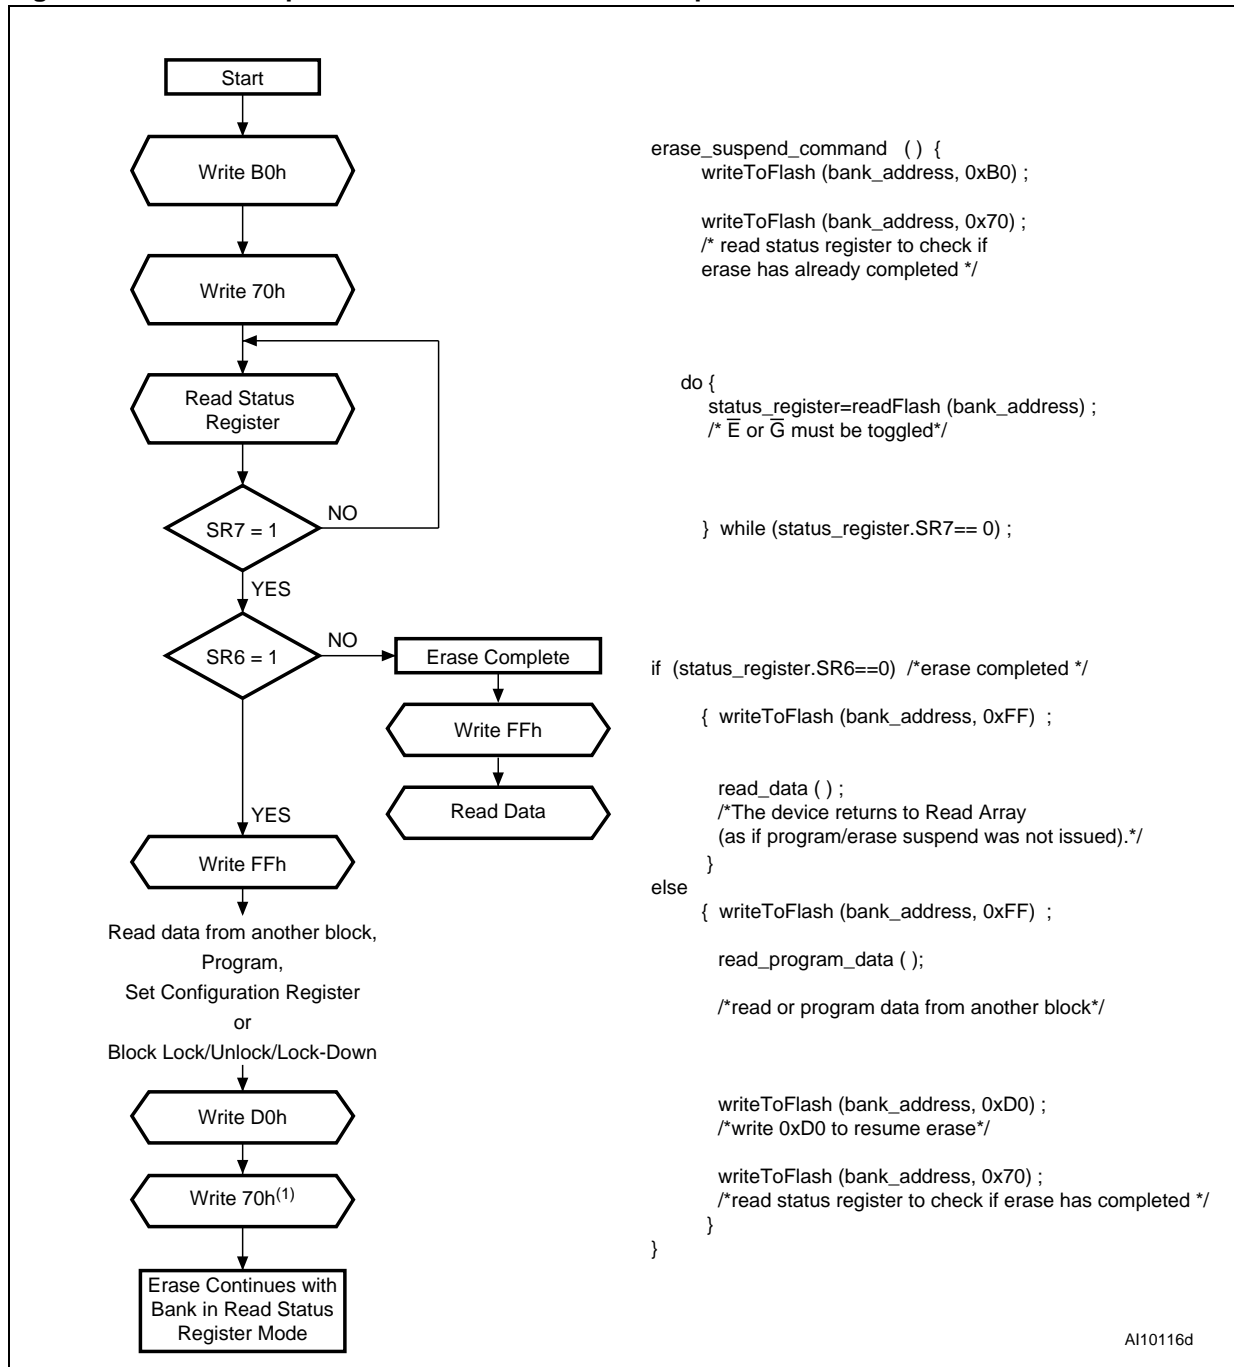 Start
Write B0h
Write 70h
Read Status
Register
SR7 = 1
NO
YES
SR6 = 1
NO
Erase Complete
Write FFh
Read Data
YES
Write FFh
Read data from another block,
Program,
Set Configuration Register
or
Block Lock/Unlock/Lock-Down
Write D0h
Write 70h(1)
Erase Continues with
Bank in Read Status
Register Mode
erase_suspend_command ( ) {
writeToFlash (bank_address, 0xB0) ;
writeToFlash (bank_address, 0x70) ;
/* read status register to check if
erase has already completed */
do {
status_register=readFlash (bank_address) ;
/* E̅ or G̅ must be toggled*/
} while (status_register.SR7== 0) ;
if (status_register.SR6==0) /*erase completed */
{ writeToFlash (bank_address, 0xFF) ;
read_data ( ) ;
/*The device returns to Read Array
(as if program/erase suspend was not issued).*/
}
else
{ writeToFlash (bank_address, 0xFF) ;
read_program_data ( );
/*read or program data from another block*/
writeToFlash (bank_address, 0xD0) ;
/*write 0xD0 to resume erase*/
writeToFlash (bank_address, 0x70) ;
/*read status register to check if erase has completed */
}
}
AI10116d